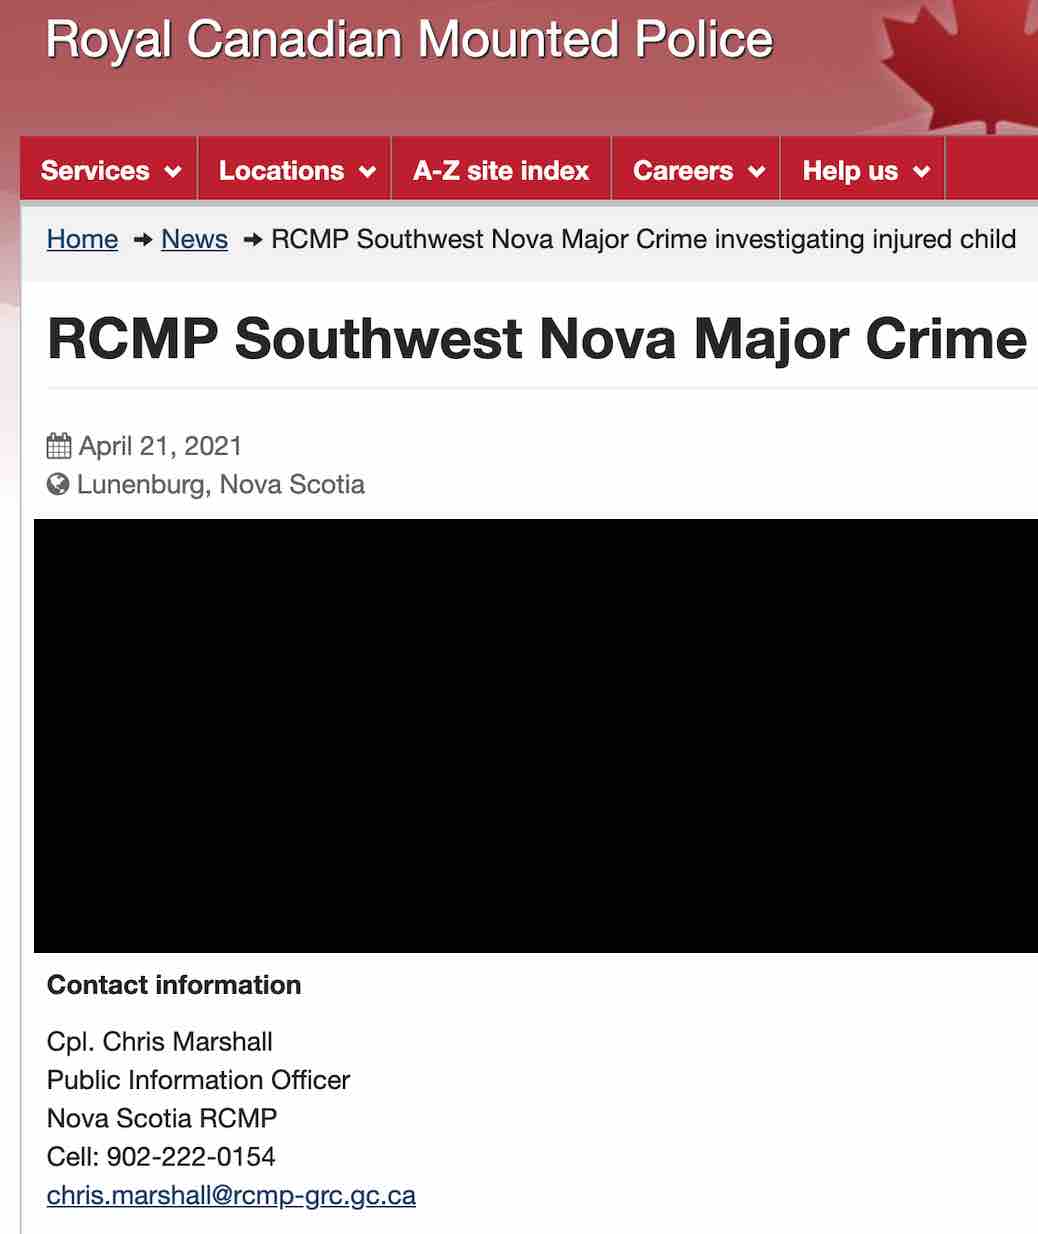 Royal Canadian Mounted Police
Services Locations A-Z site index Careers Help us
Home → News → RCMP Southwest Nova Major Crime investigating injured child
RCMP Southwest Nova Major Crime
April 21, 2021
Lunenburg, Nova Scotia
Contact information
Cpl. Chris Marshall
Public Information Officer
Nova Scotia RCMP
Cell: 902-222-0154
chris.marshall@rcmp-grc.gc.ca